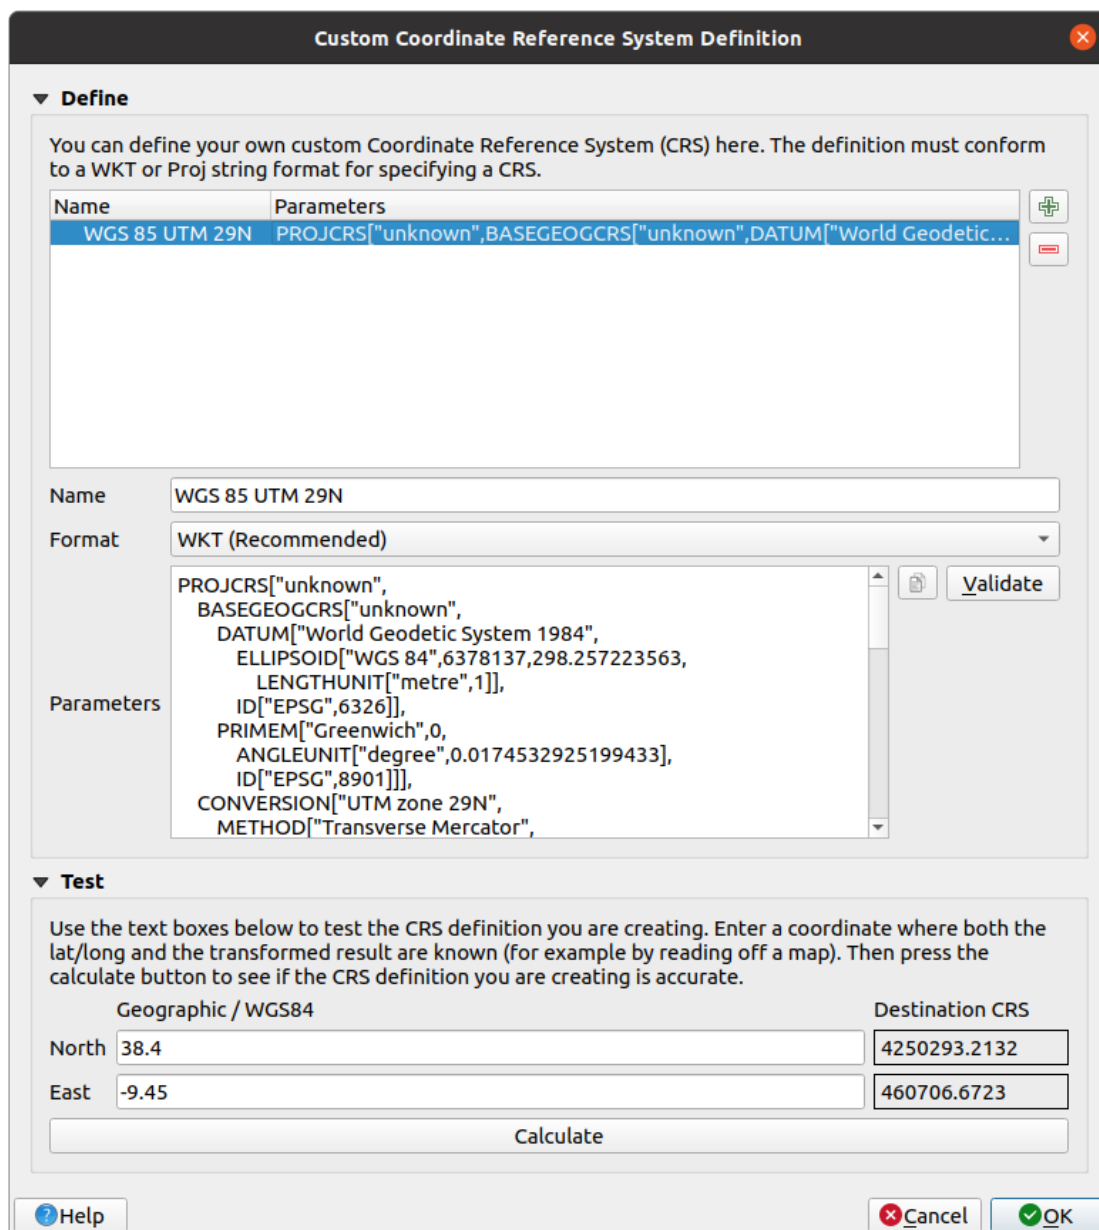 Custom Coordinate Reference System Definition
Define
You can define your own custom Coordinate Reference System (CRS) here. The definition must conform
to a WKT or Proj string format for specifying a CRS.
Name Parameters
WGS 85 UTM 29N PROJCRS["unknown",BASEGEOGCRS["unknown",DATUM["World Geodetic...
Name WGS 85 UTM 29N
Format WKT (Recommended)
Validate
Parameters
PROJCRS["unknown",
BASEGEOGCRS["unknown",
DATUM["World Geodetic System 1984",
ELLIPSOID["WGS 84",6378137,298.257223563,
LENGTHUNIT["metre",1]],
ID["EPSG",6326]],
PRIMEM["Greenwich",0,
ANGLEUNIT["degree",0.0174532925199433],
ID["EPSG",8901]]],
CONVERSION["UTM zone 29N",
METHOD["Transverse Mercator",
Test
Use the text boxes below to test the CRS definition you are creating. Enter a coordinate where both the
lat/long and the transformed result are known (for example by reading off a map). Then press the
calculate button to see if the CRS definition you are creating is accurate.
Geographic / WGS84 Destination CRS
North 38.4 4250293.2132
East -9.45 460706.6723
Calculate
Help Cancel OK